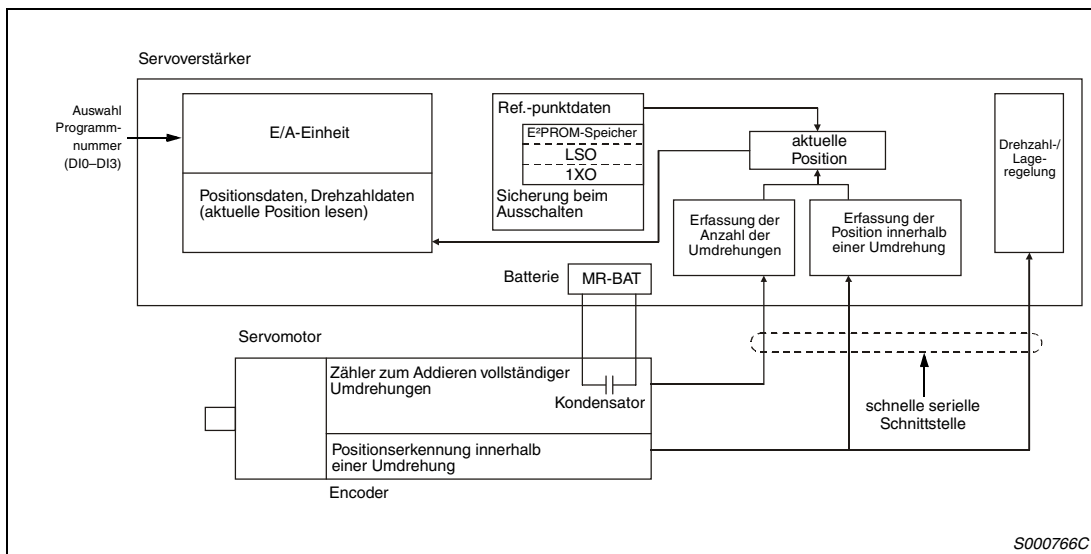 Servoverstärker
Auswahl
Programm-
nummer
(DI0–DI3)
E/A-Einheit
Positionsdaten, Drehzahldaten
(aktuelle Position lesen)
Ref.-punktdaten
E²PROM-Speicher
LSO
1XO
Sicherung beim
Ausschalten
aktuelle
Position
Drehzahl-/
Lage-
regelung
Erfassung der
Anzahl der
Umdrehungen
Erfassung der
Position innerhalb
einer Umdrehung
Batterie
MR-BAT
Servomotor
Zähler zum Addieren vollständiger
Umdrehungen
Kondensator
schnelle serielle
Schnittstelle
Positionserkennung innerhalb
einer Umdrehung
Encoder
S000766C